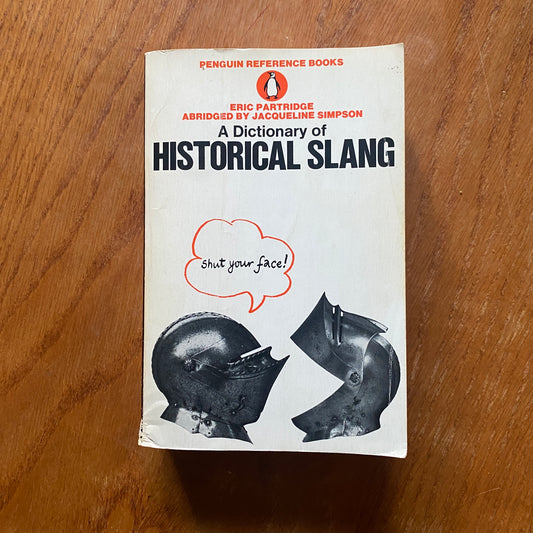 PENGUIN REFERENCE BOOKS
ERIC PARTRIDGE
ABRIDGED BY JACQUELINE SIMPSON
A Dictionary of
HISTORICAL SLANG
shut your face!